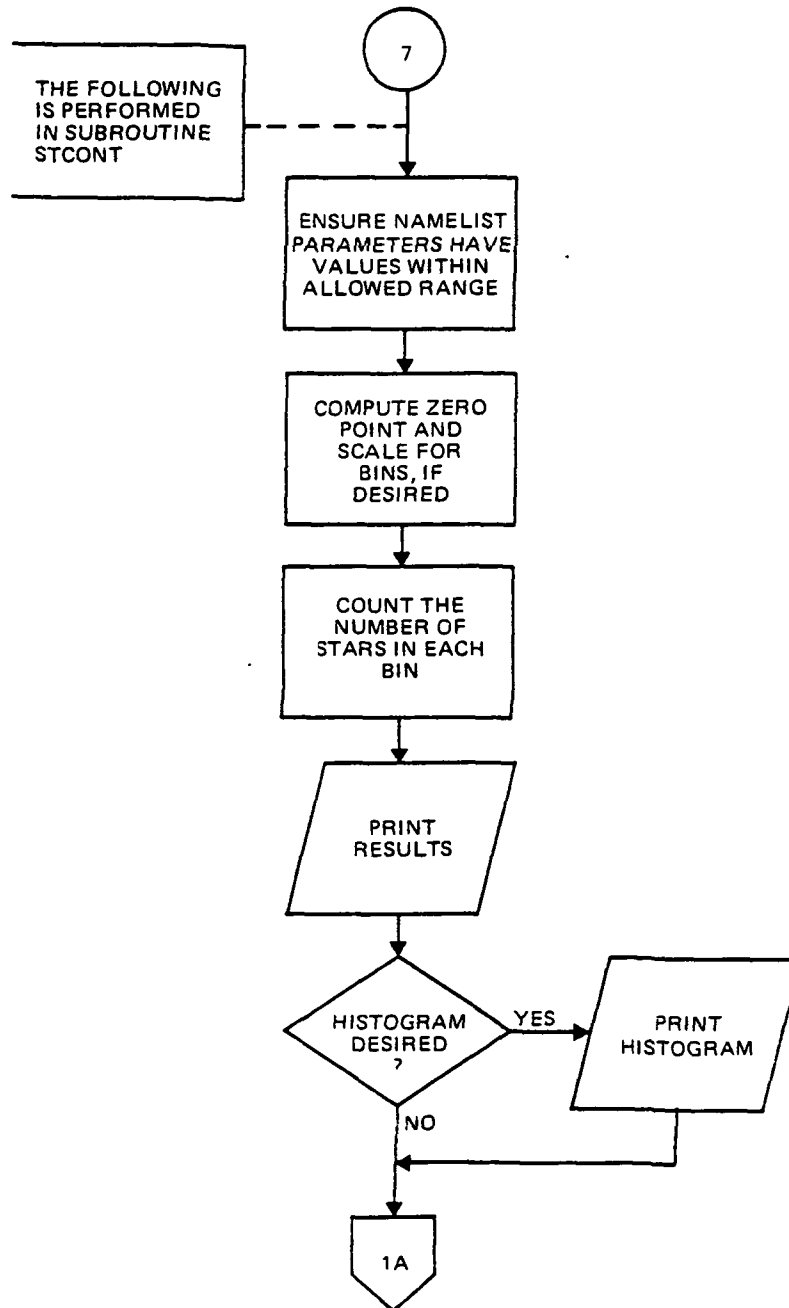 7
THE FOLLOWING
IS PERFORMED
IN SUBROUTINE
STCONT
ENSURE NAMELIST
PARAMETERS HAVE
VALUES WITHIN
ALLOWED RANGE
COMPUTE ZERO
POINT AND
SCALE FOR
BINS, IF
DESIRED
COUNT THE
NUMBER OF
STARS IN EACH
BIN
PRINT
RESULTS
HISTOGRAM
DESIRED
?
YES
PRINT
HISTOGRAM
NO
1A